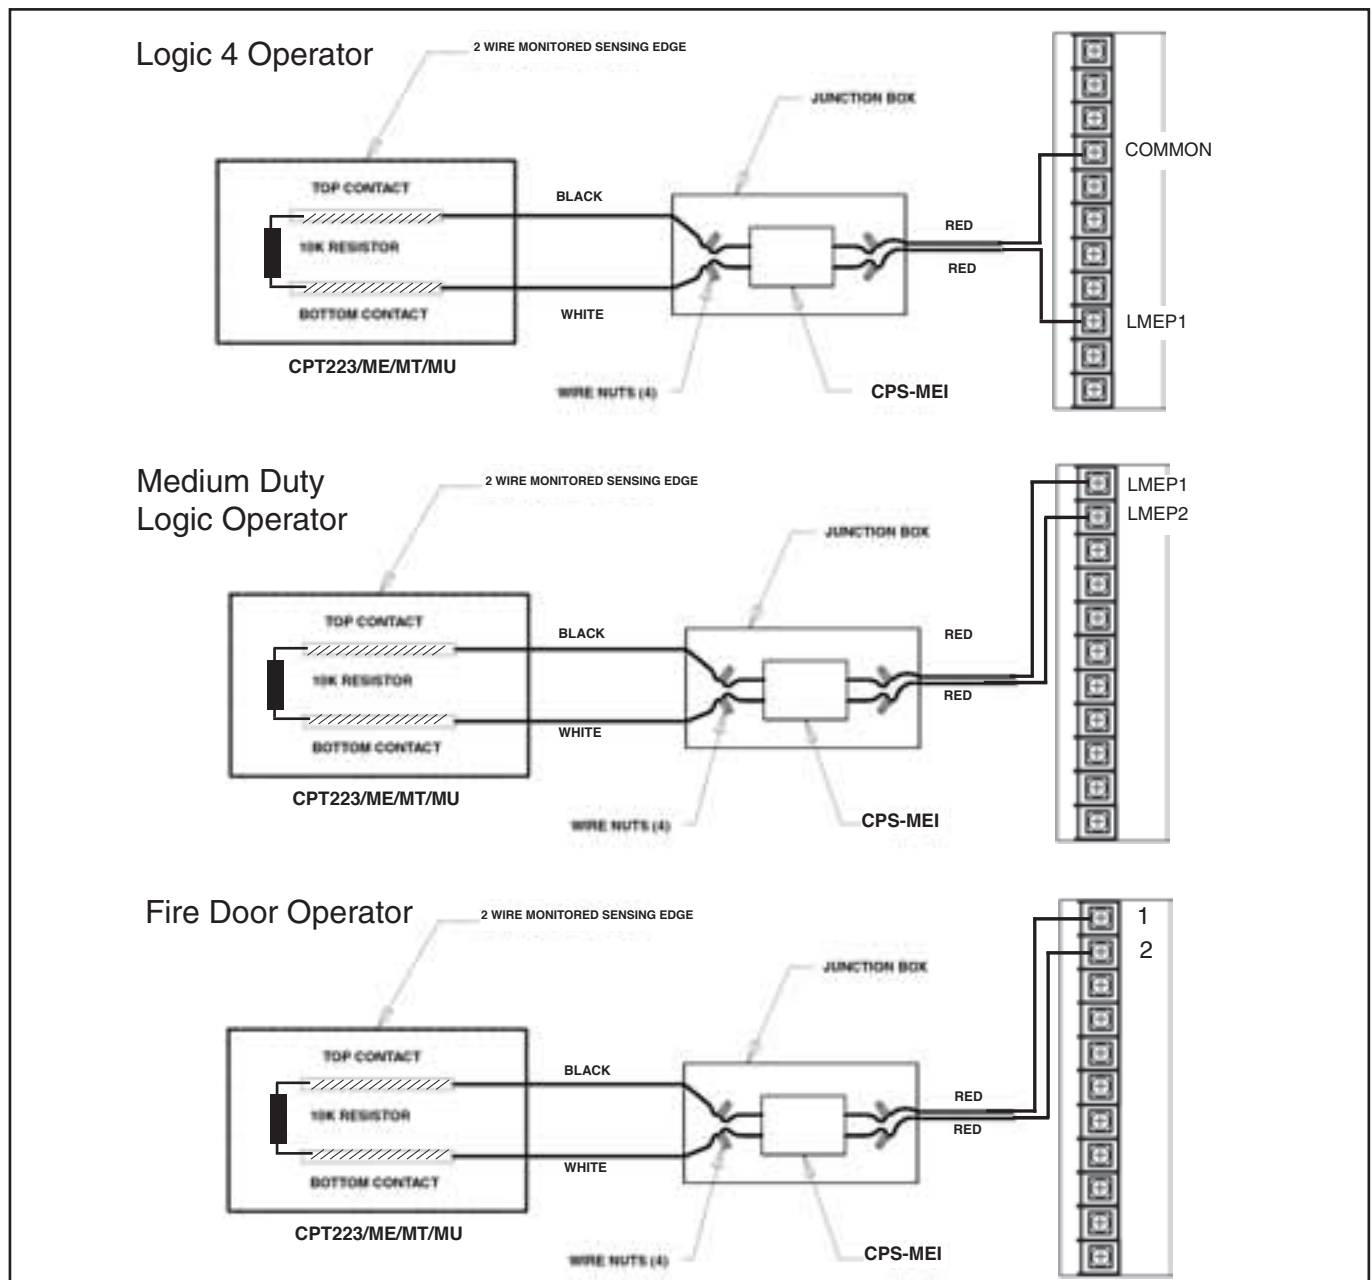 Logic 4 Operator
2 WIRE MONITORED SENSING EDGE
JUNCTION BOX
COMMON
TOP CONTACT
BLACK
10K RESISTOR
RED
RED
BOTTOM CONTACT
WHITE
LMEP1
CPT223/ME/MT/MU
WIRE NUTS (4)
CPS-MEI
Medium Duty
Logic Operator
2 WIRE MONITORED SENSING EDGE
LMEP1
LMEP2
JUNCTION BOX
TOP CONTACT
BLACK
RED
10K RESISTOR
RED
WHITE
BOTTOM CONTACT
CPT223/ME/MT/MU
WIRE NUTS (4)
CPS-MEI
Fire Door Operator
2 WIRE MONITORED SENSING EDGE
1
2
JUNCTION BOX
TOP CONTACT
BLACK
RED
10K RESISTOR
RED
WHITE
BOTTOM CONTACT
CPT223/ME/MT/MU
WIRE NUTS (4)
CPS-MEI